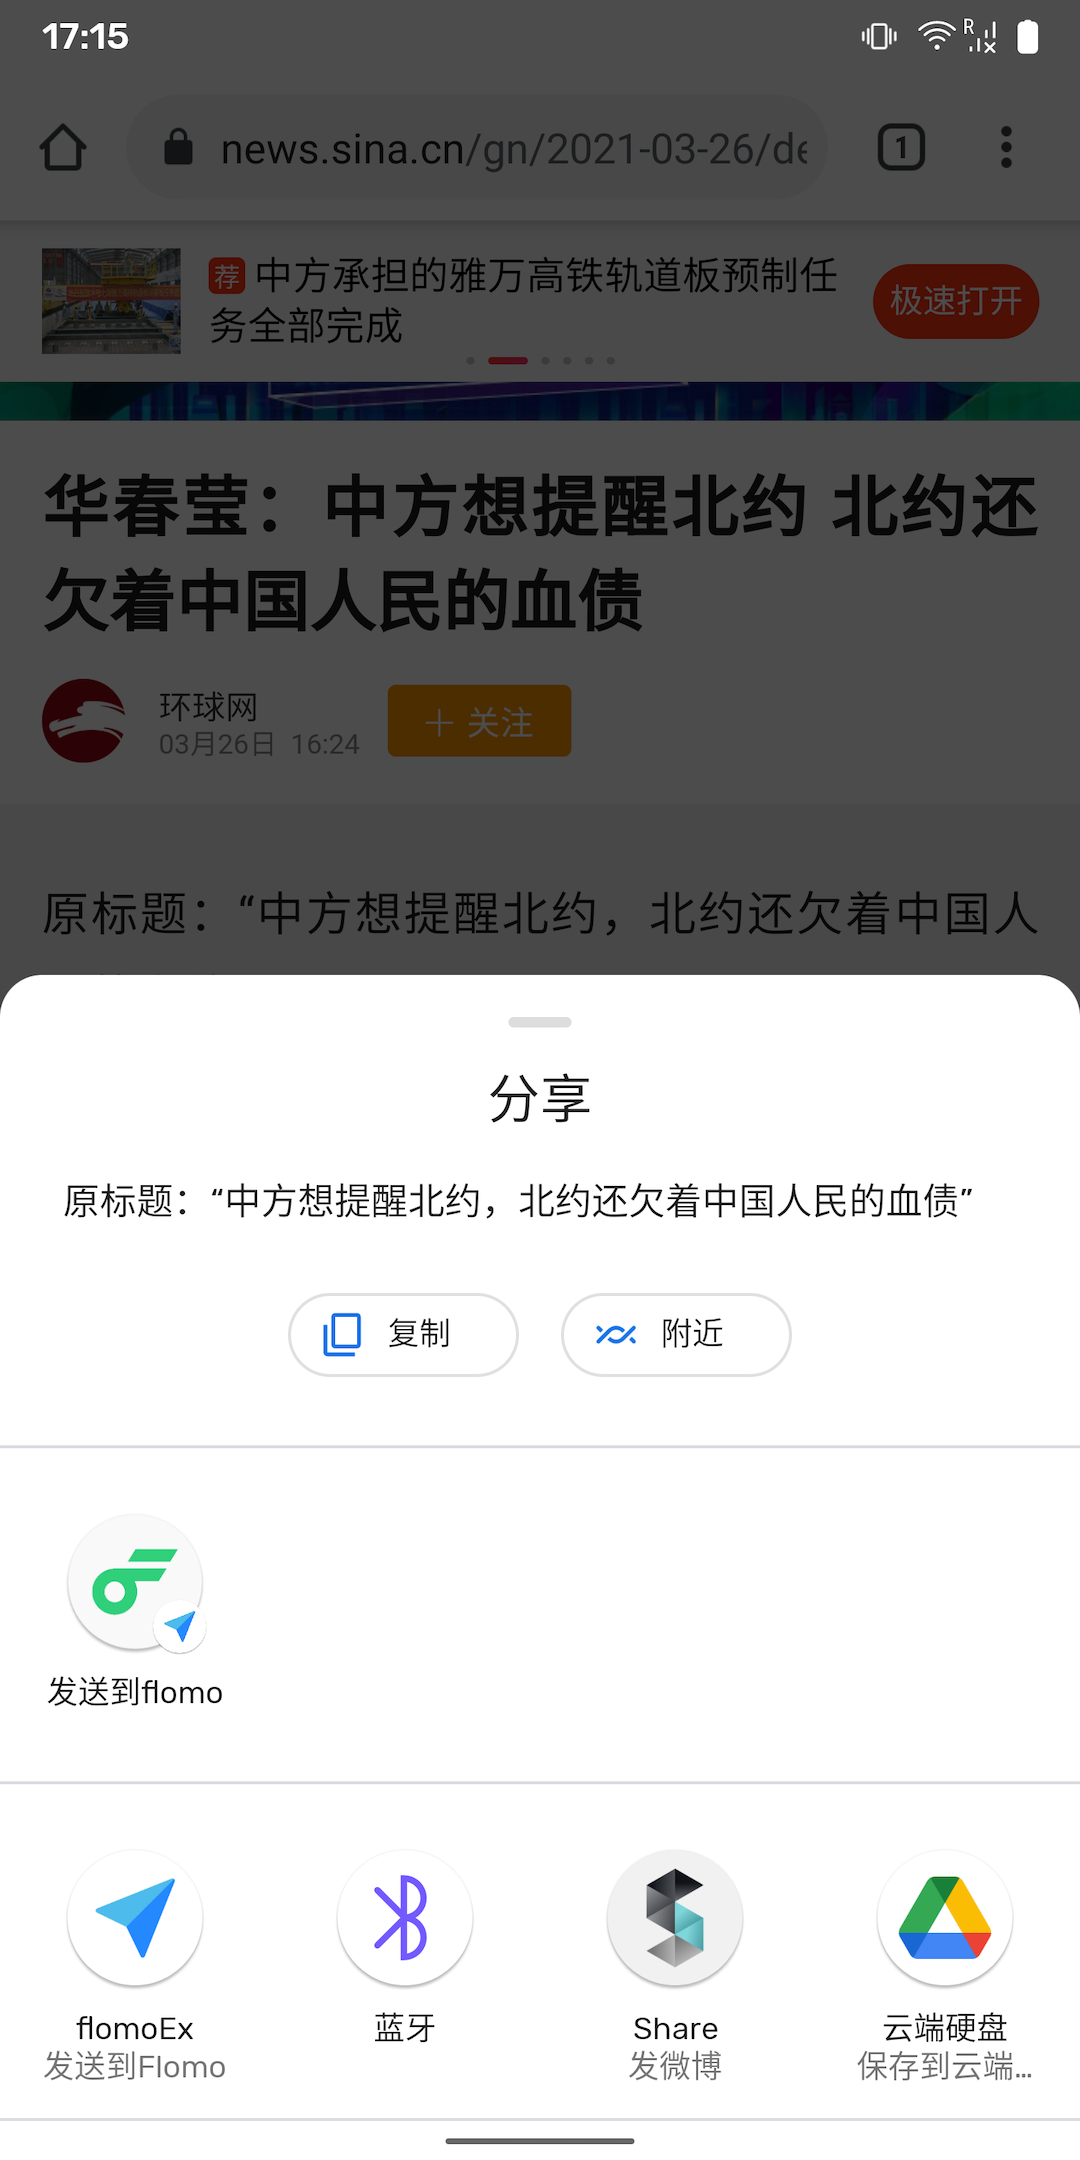 17:15
R
news.sina.cn/gn/2021-03-26/de
1
荐 中方承担的雅万高铁轨道板预制任
务全部完成
极速打开
华春莹：中方想提醒北约 北约还
欠着中国人民的血债
环球网
03月26日 16:24
＋ 关注
原标题：“中方想提醒北约，北约还欠着中国人
分享
原标题：“中方想提醒北约，北约还欠着中国人民的血债”
复制
附近
发送到flomo
flomoEx
发送到Flomo
蓝牙
Share
发微博
云端硬盘
保存到云端...